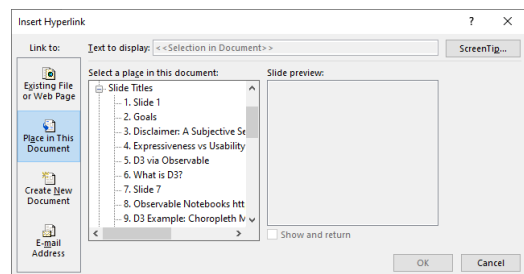 Insert Hyperlink
? X
Link to:
Text to display: <<Selection in Document>>
ScreenTip...
Existing File
or Web Page
Place in This
Document
Create New
Document
E-mail
Address
Select a place in this document:
Slide Titles
1. Slide 1
2. Goals
3. Disclaimer: A Subjective Se
4. Expressiveness vs Usability
5. D3 via Observable
6. What is D3?
7. Slide 7
8. Observable Notebooks htt
9. D3 Example: Choropleth M
Slide preview:
Show and return
OK
Cancel